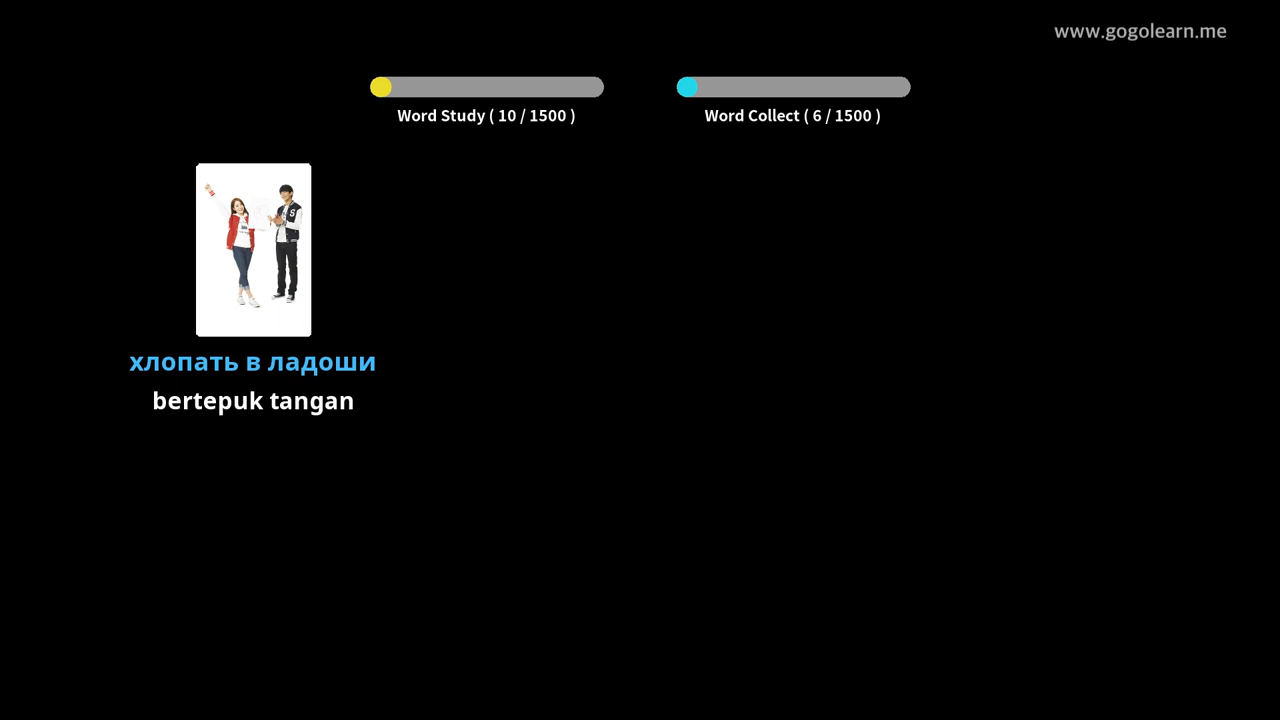 www.gogolearn.me
Word Study ( 10 / 1500 )
Word Collect ( 6 / 1500 )
S
хлопать в ладоши
bertepuk tangan